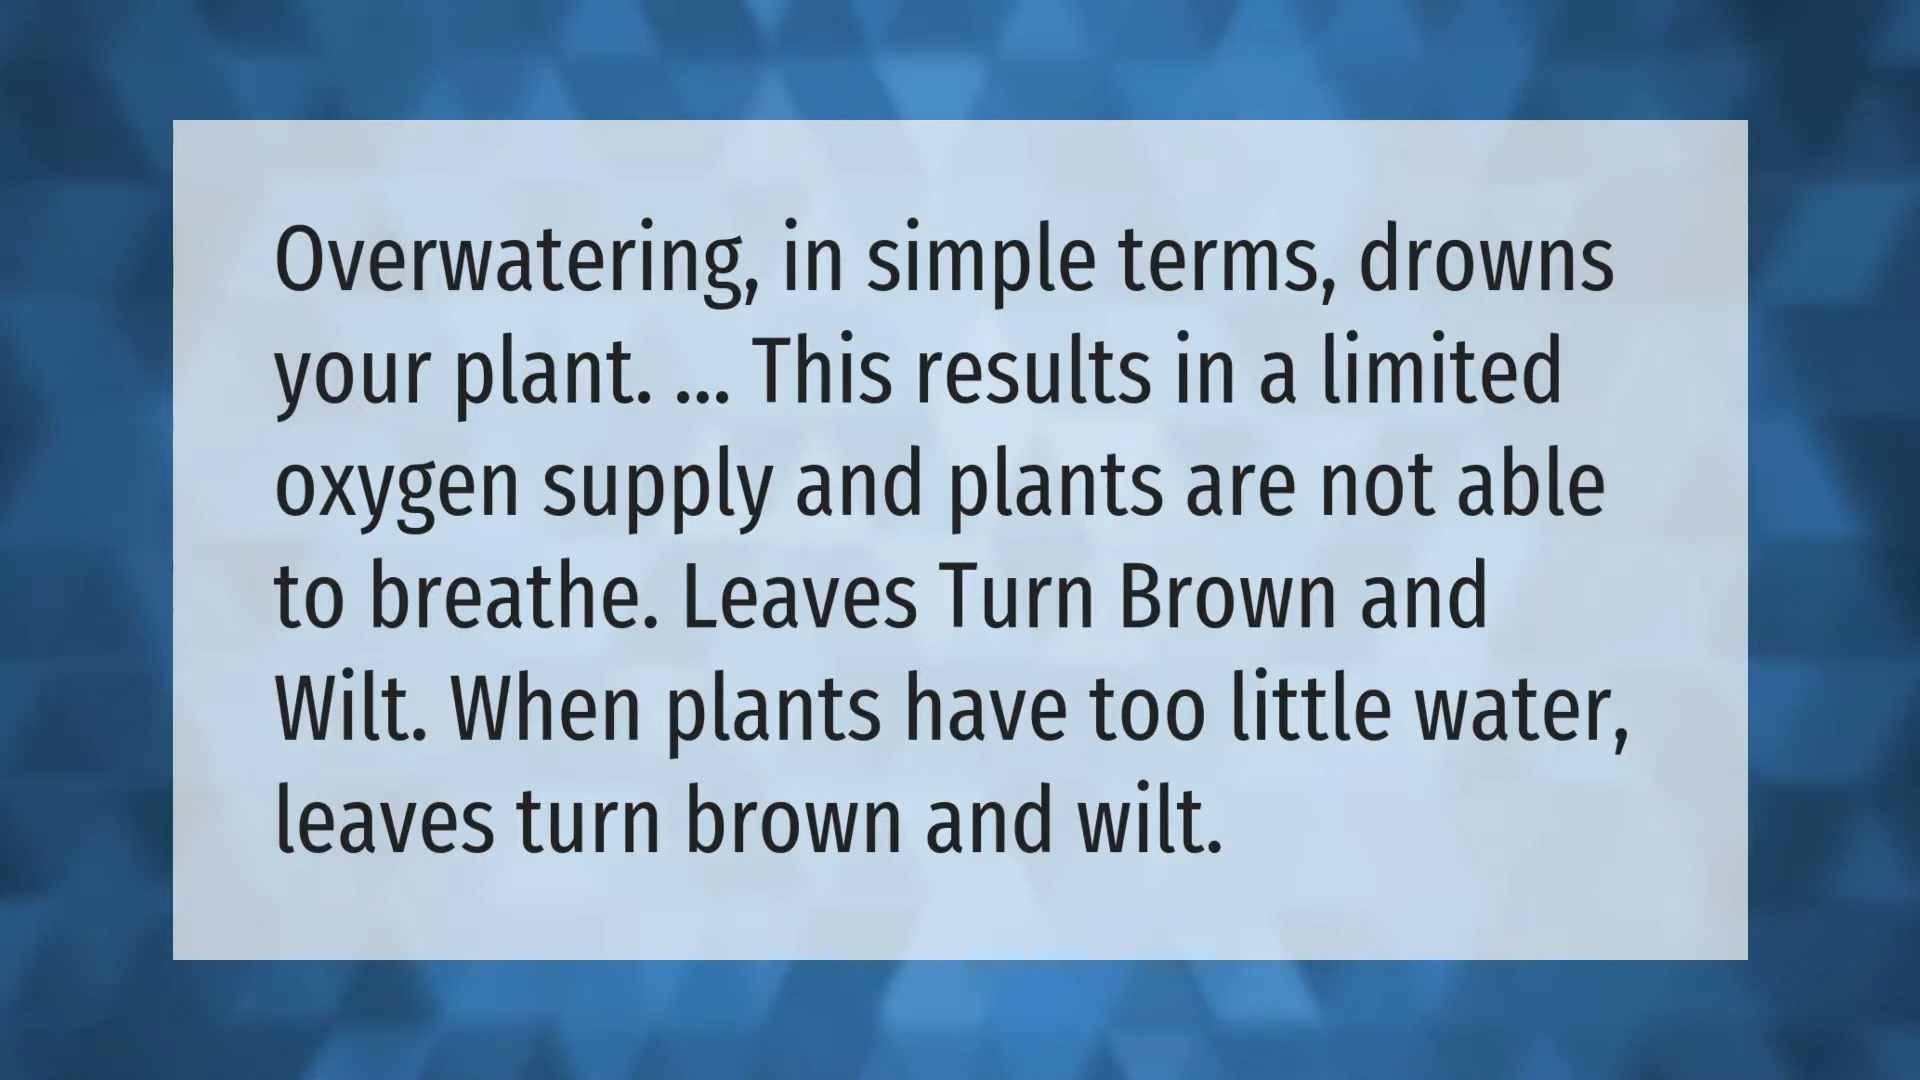 Overwatering, in simple terms, drowns
your plant. ... This results in a limited
oxygen supply and plants are not able
to breathe. Leaves Turn Brown and
Wilt. When plants have too little water,
leaves turn brown and wilt.